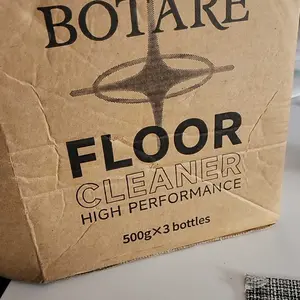 BOTARE
FLOOR
CLEANER
HIGH PERFORMANCE
500g×3 bottles